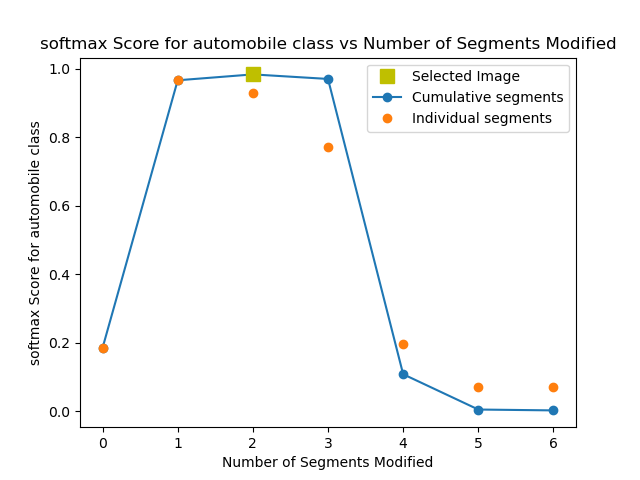 softmax Score for automobile class vs Number of Segments Modified
Selected Image
Cumulative segments
Individual segments
softmax Score for automobile class
1.0
0.8
0.6
0.4
0.2
0.0
0 1 2 3 4 5 6
Number of Segments Modified